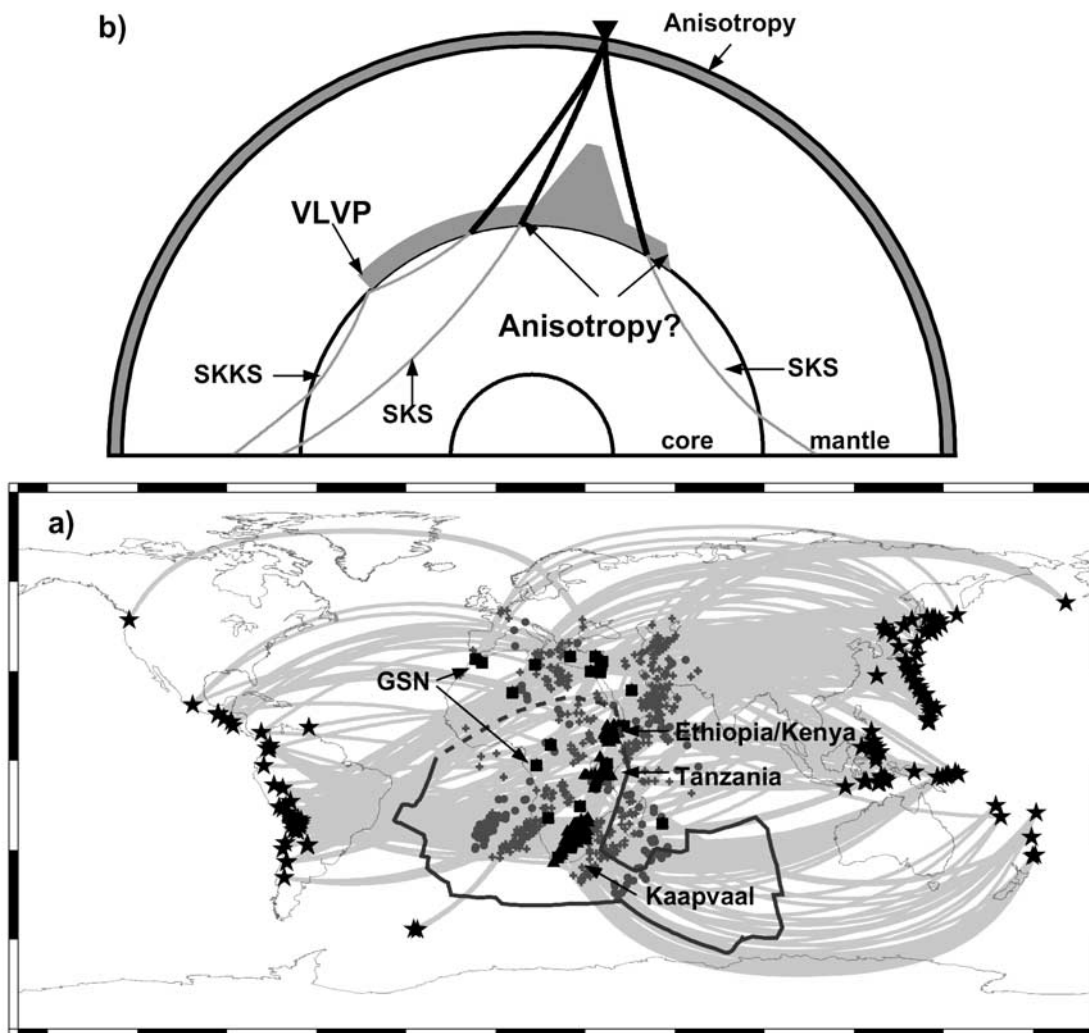 b)
Anisotropy
VLVP
Anisotropy?
SKKS
SKS
SKS
core
mantle
a)
GSN
Ethiopia/Kenya
Tanzania
Kaapvaal